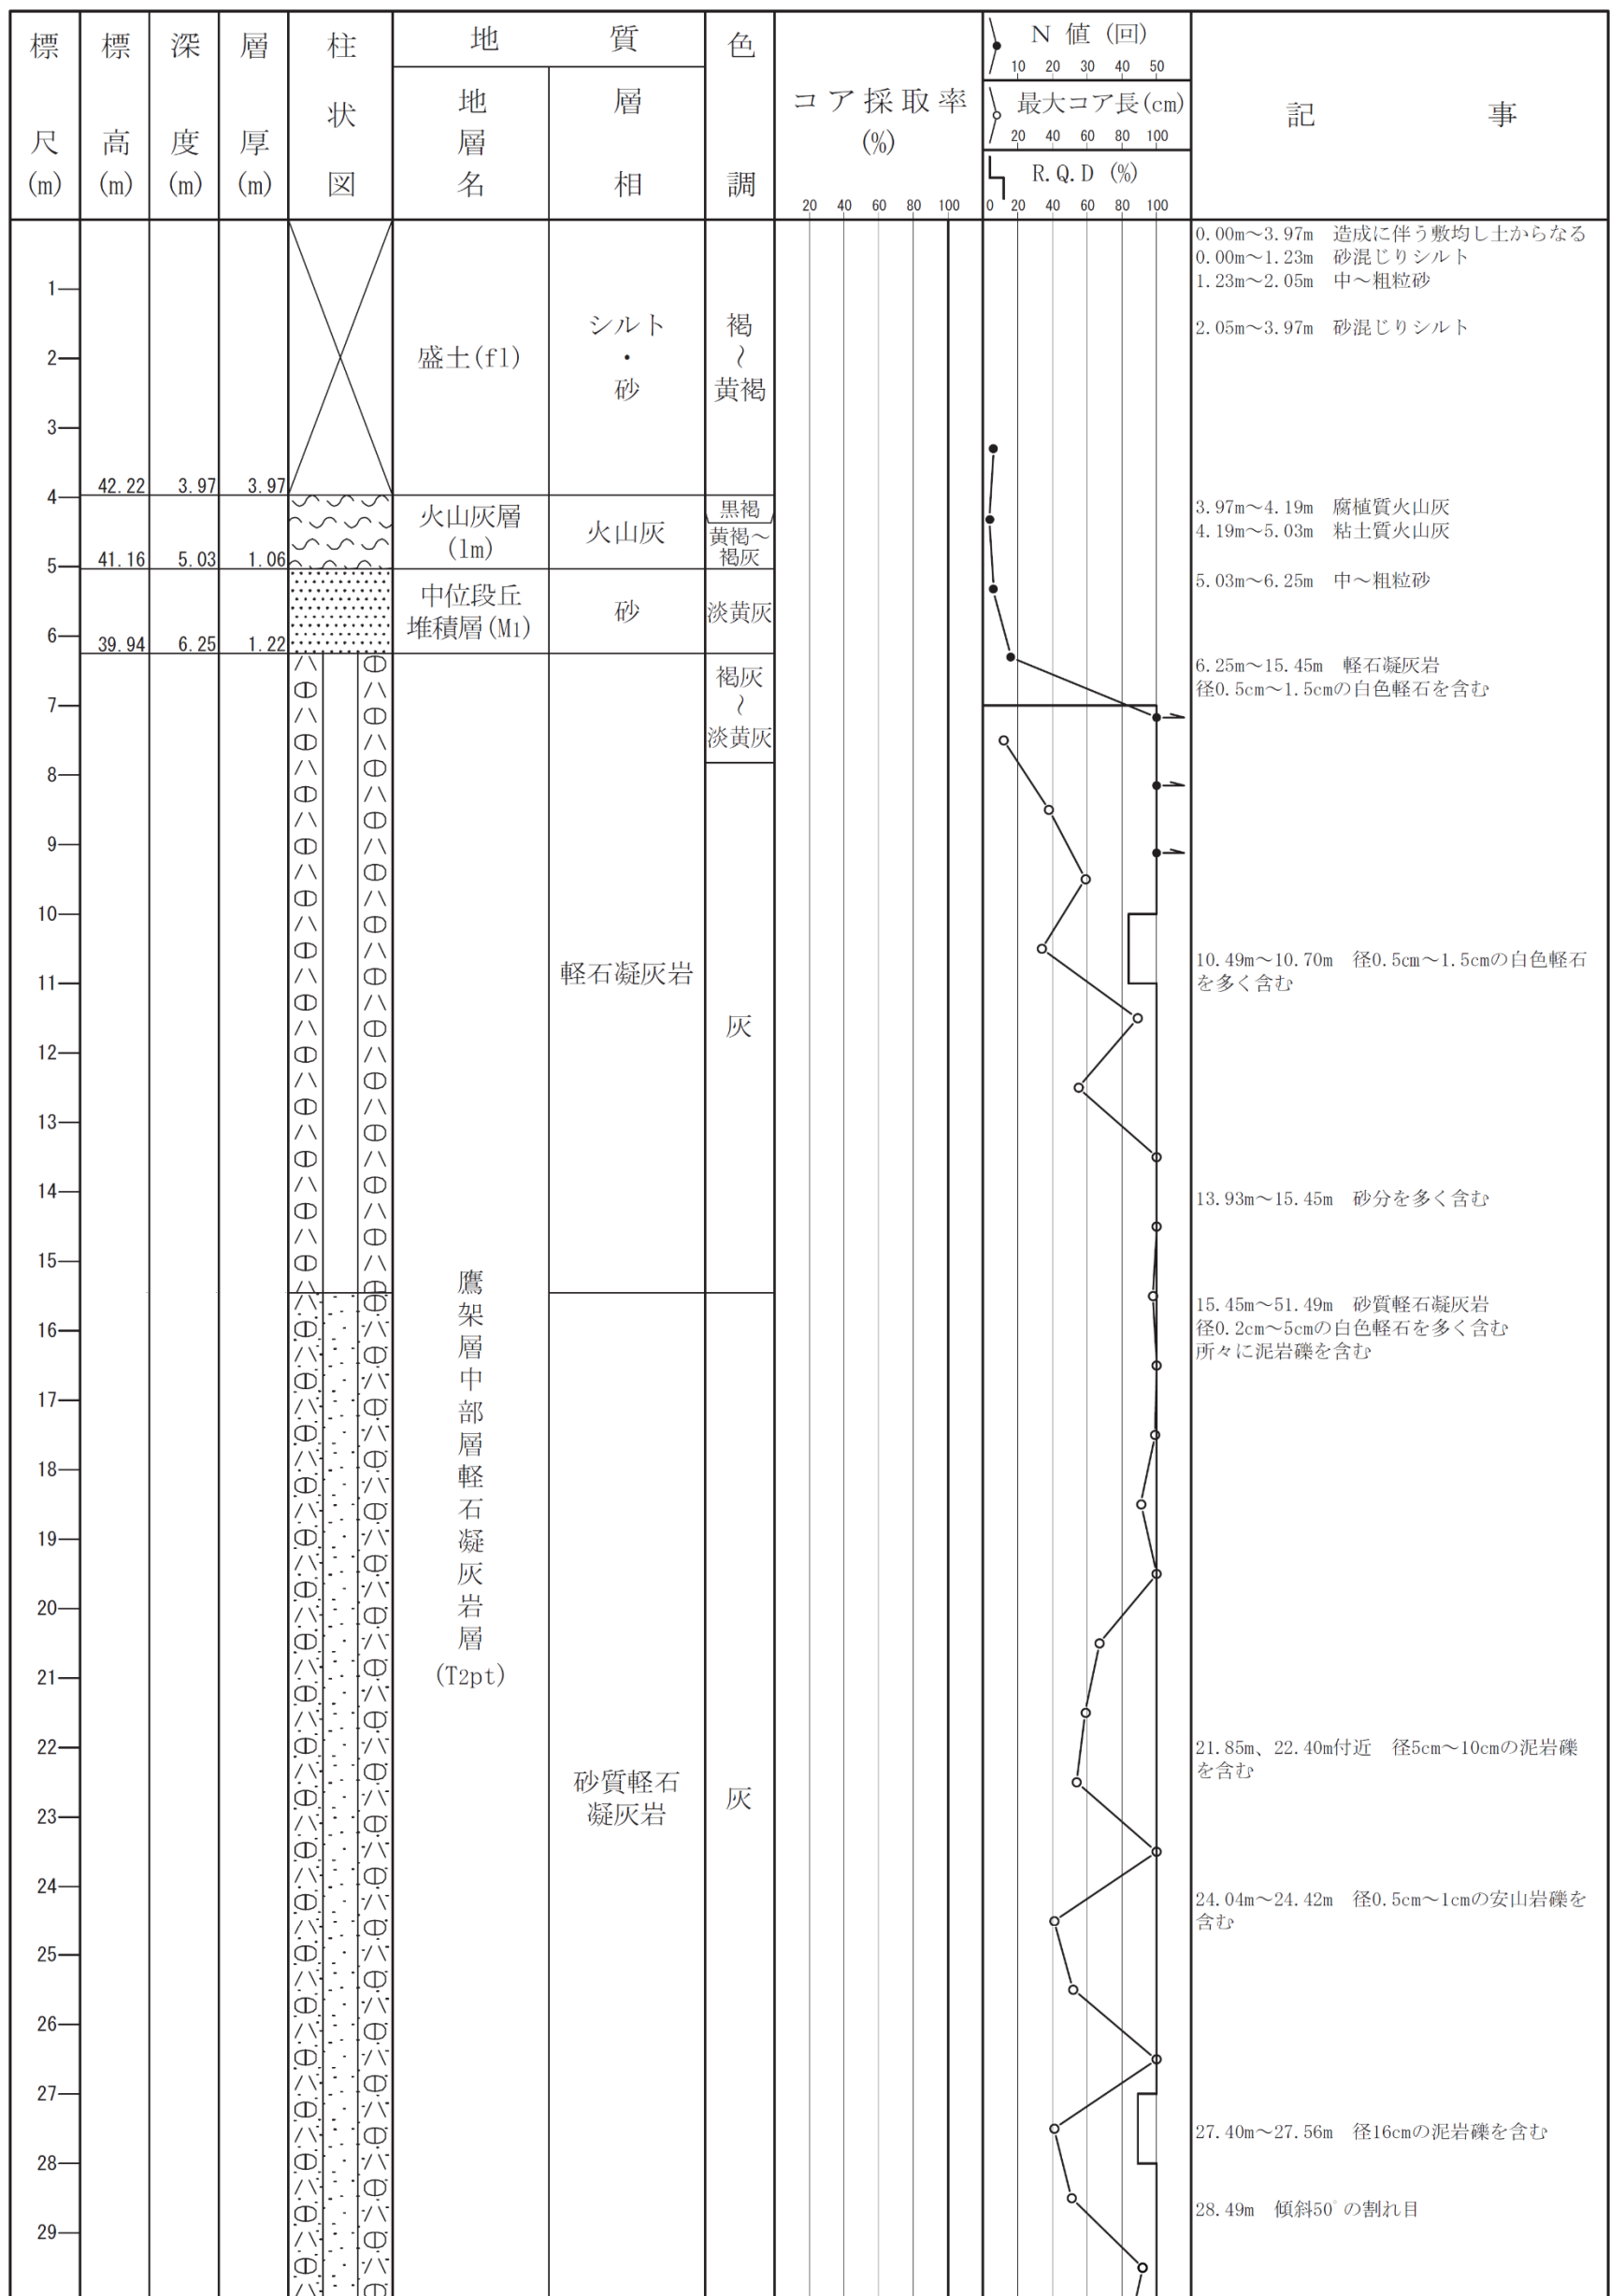 標尺(m)
標高(m)
深度(m)
層厚(m)
柱状図
地質
地層名
層相
色調
コア採取率
(%)
20 40 60 80 100
N 値 (回)
10 20 30 40 50
最大コア長(cm)
20 40 60 80 100
R.Q.D (%)
0 20 40 60 80 100
記事
0.00m～3.97m 造成に伴う敷均し土からなる
0.00m～1.23m 砂混じりシルト
1.23m～2.05m 中～粗粒砂
2.05m～3.97m 砂混じりシルト
1
2
3
4
5
6
7
8
9
10
11
12
13
14
15
16
17
18
19
20
21
22
23
24
25
26
27
28
29
42.22 3.97 3.97
41.16 5.03 1.06
39.94 6.25 1.22
盛土(fl)
シルト
・
砂
褐
～
黄褐
火山灰層
(lm)
火山灰
黒褐
黄褐～
褐灰
中位段丘
堆積層(M1)
砂
淡黄灰
鷹架層中部層軽石凝灰岩層
(T2pt)
軽石凝灰岩
褐灰
～
淡黄灰
灰
砂質軽石
凝灰岩
灰
3.97m～4.19m 腐植質火山灰
4.19m～5.03m 粘土質火山灰
5.03m～6.25m 中～粗粒砂
6.25m～15.45m 軽石凝灰岩
径0.5cm～1.5cmの白色軽石を含む
10.49m～10.70m 径0.5cm～1.5cmの白色軽石
を多く含む
13.93m～15.45m 砂分を多く含む
15.45m～51.49m 砂質軽石凝灰岩
径0.2cm～5cmの白色軽石を多く含む
所々に泥岩礫を含む
21.85m、22.40m付近 径5cm～10cmの泥岩礫
を含む
24.04m～24.42m 径0.5cm～1cmの安山岩礫を
含む
27.40m～27.56m 径16cmの泥岩礫を含む
28.49m 傾斜50°の割れ目